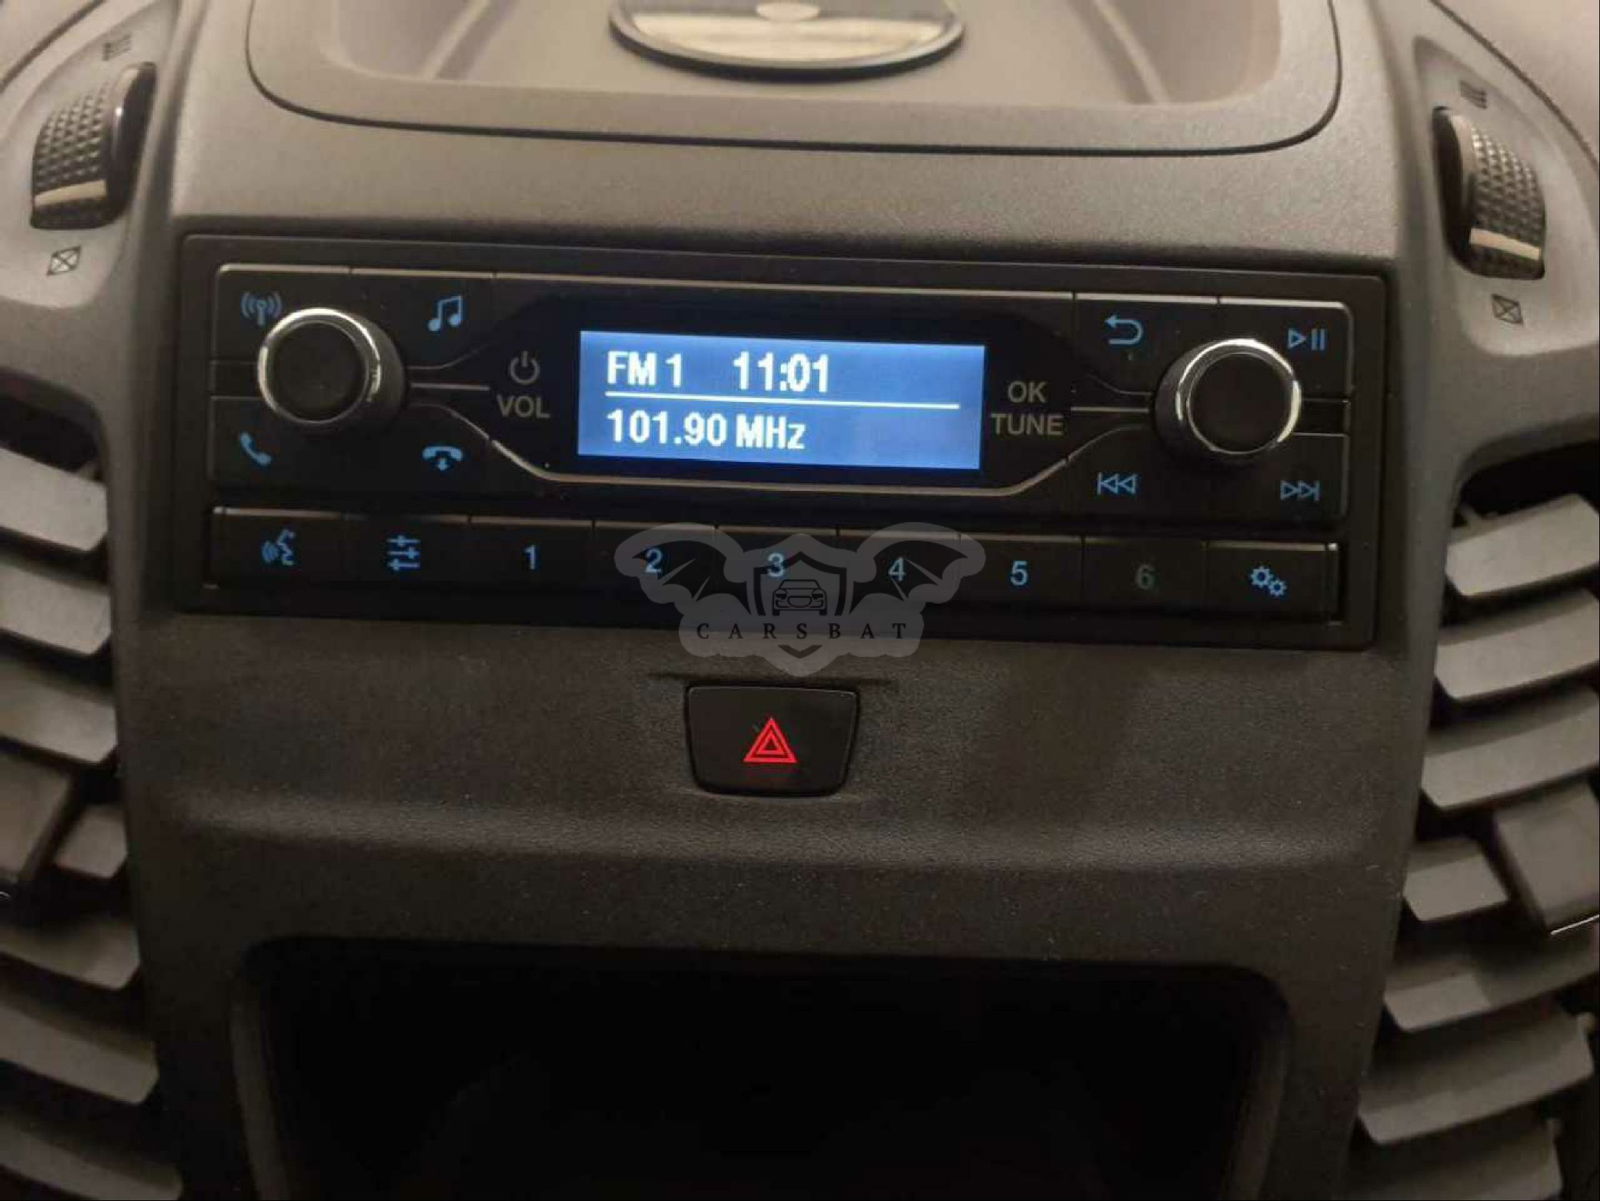 FM 1 11:01
101.90 MHz
VOL
OK
TUNE
1 2 3 4 5 6
CARSBAT